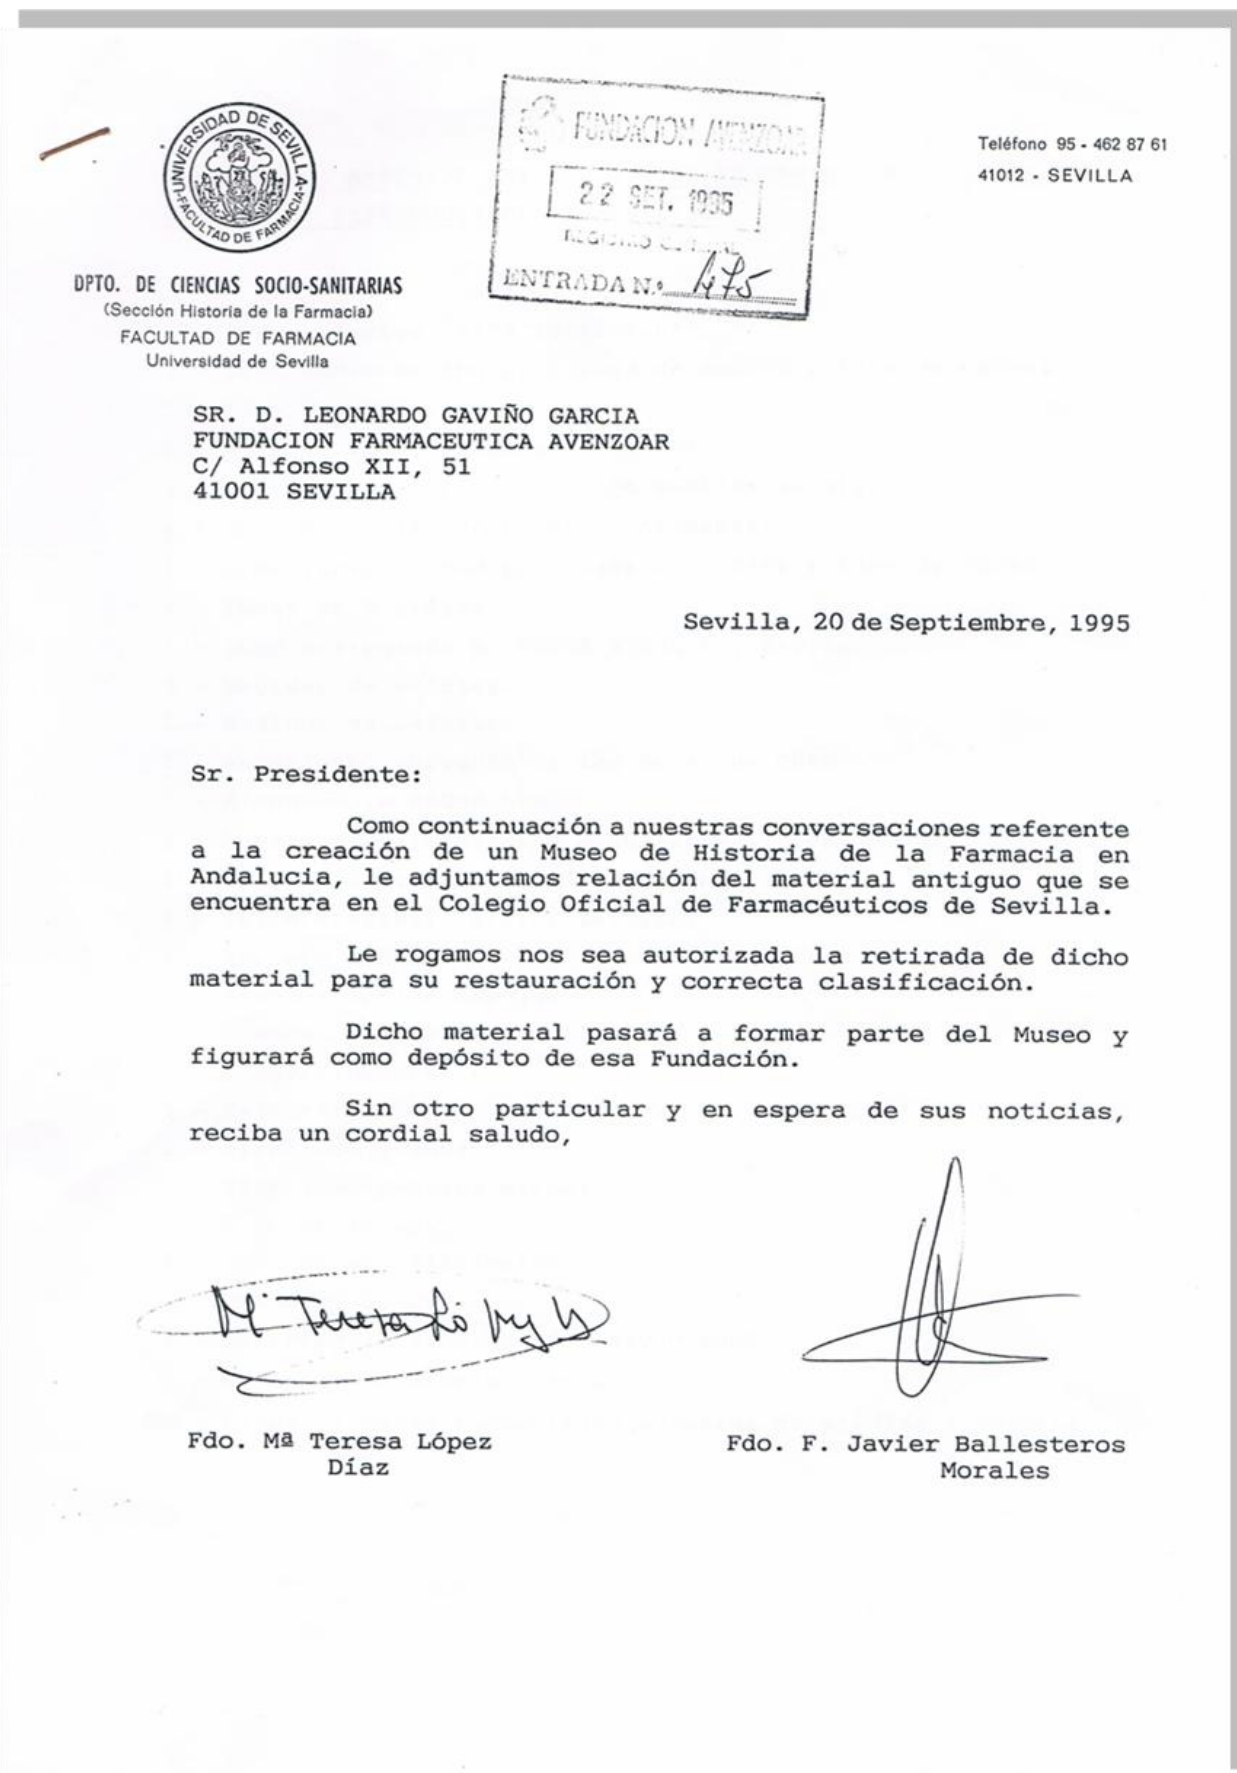 UNIVERSIDAD DE SEVILLA
FACULTAD DE FARMACIA
FUNDACION AVENZOAR
22 SET. 1995
REGISTRO GENERAL
ENTRADA N.º 475
Teléfono 95 - 462 87 61
41012 - SEVILLA
DPTO. DE CIENCIAS SOCIO-SANITARIAS
(Sección Historia de la Farmacia)
FACULTAD DE FARMACIA
Universidad de Sevilla
SR. D. LEONARDO GAVIÑO GARCIA
FUNDACION FARMACEUTICA AVENZOAR
C/ Alfonso XII, 51
41001 SEVILLA
Sevilla, 20 de Septiembre, 1995
Sr. Presidente:
Como continuación a nuestras conversaciones referente
a la creación de un Museo de Historia de la Farmacia en
Andalucia, le adjuntamos relación del material antiguo que se
encuentra en el Colegio Oficial de Farmacéuticos de Sevilla.
Le rogamos nos sea autorizada la retirada de dicho
material para su restauración y correcta clasificación.
Dicho material pasará a formar parte del Museo y
figurará como depósito de esa Fundación.
Sin otro particular y en espera de sus noticias,
reciba un cordial saludo,
Mª Teresa López
Fdo. Mª Teresa López
Díaz
Fdo. F. Javier Ballesteros
Morales